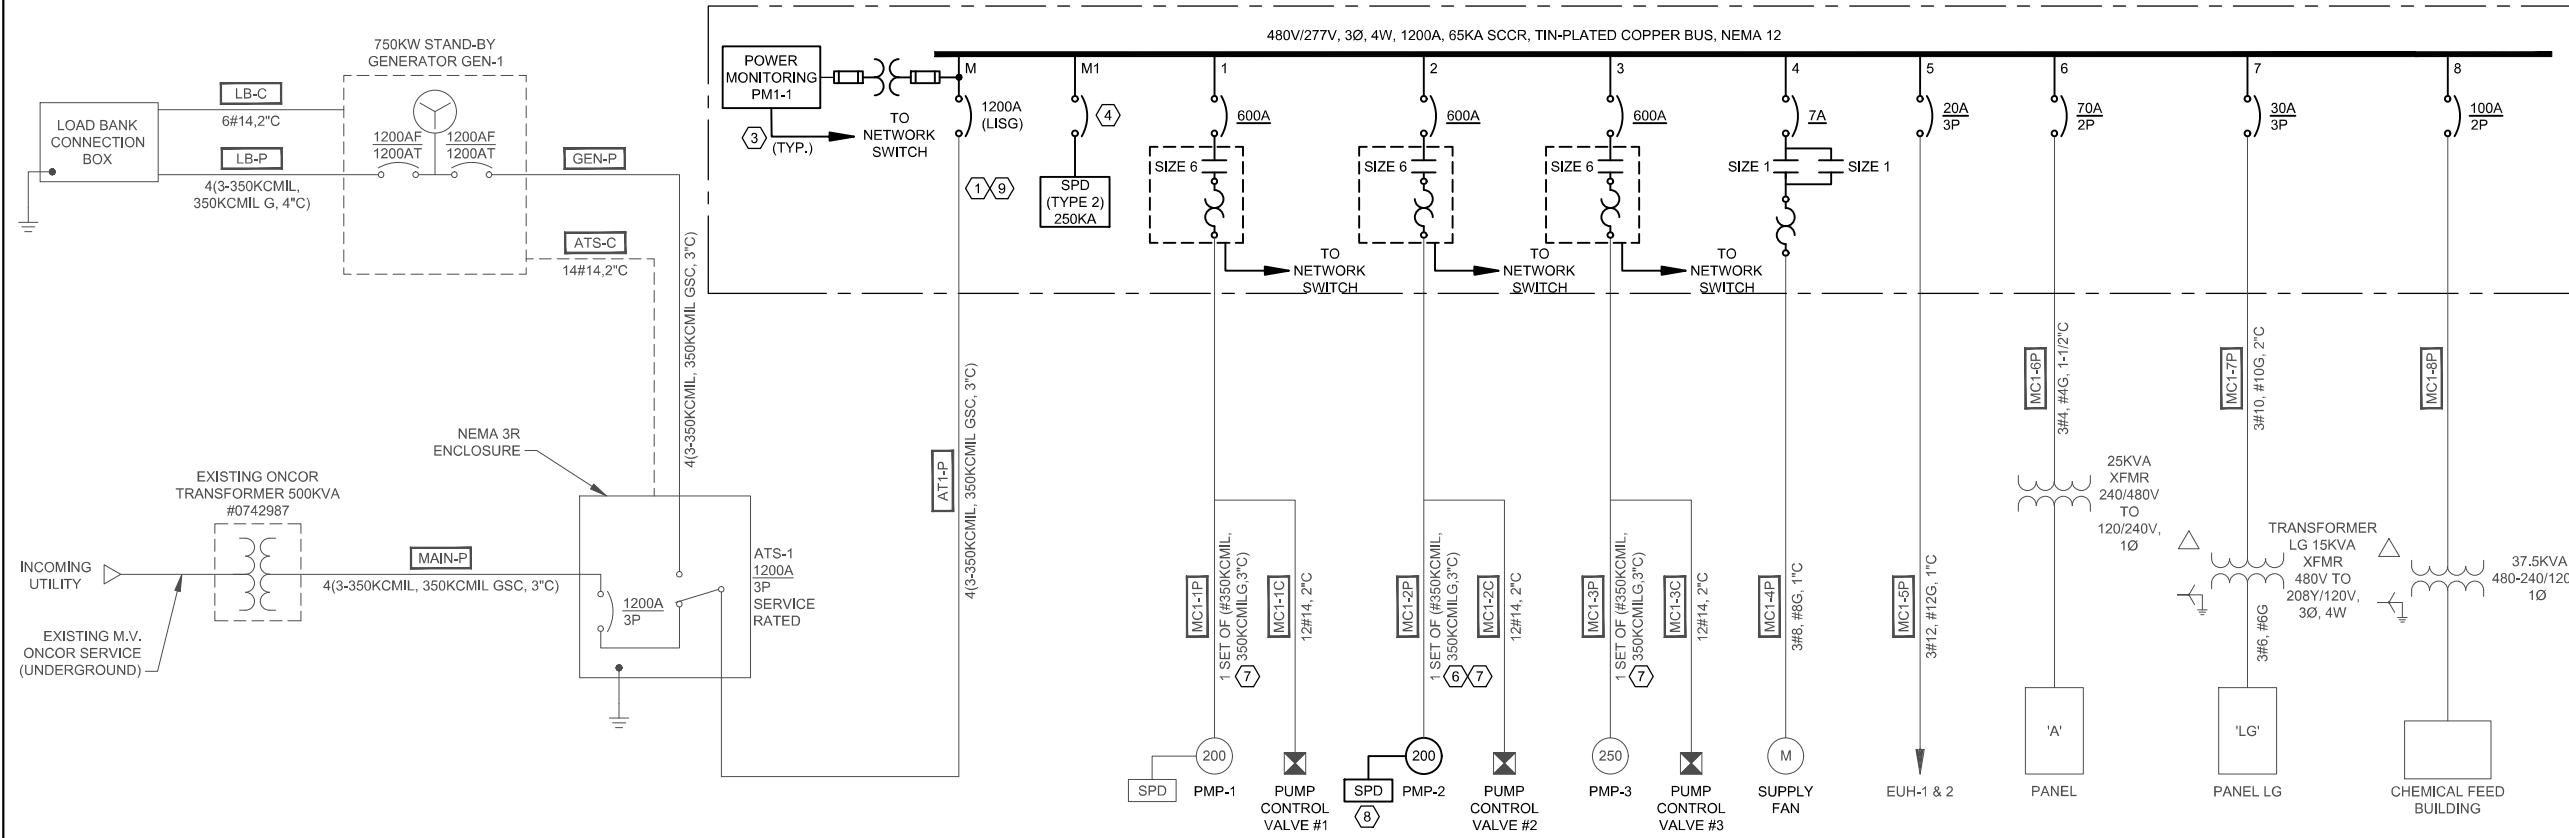 480V/277V, 3Ø, 4W, 1200A, 65KA SCCR, TIN-PLATED COPPER BUS, NEMA 12
750KW STAND-BY
GENERATOR GEN-1
LB-C
6#14,2"C
LOAD BANK
CONNECTION
BOX
LB-P
4(3-350KCMIL,
350KCMIL G, 4"C)
1200AF
1200AT
1200AF
1200AT
GEN-P
ATS-C
14#14,2"C
4(3-350KCMIL, 350KCMIL GSC, 3"C)
NEMA 3R
ENCLOSURE
EXISTING ONCOR
TRANSFORMER 500KVA
#0742987
INCOMING
UTILITY
MAIN-P
4(3-350KCMIL, 350KCMIL GSC, 3"C)
EXISTING M.V.
ONCOR SERVICE
(UNDERGROUND)
1200A
3P
ATS-1
1200A
3P
SERVICE
RATED
AT1-P
4(3-350KCMIL, 350KCMIL GSC, 3"C)
POWER
MONITORING
PM1-1
3
(TYP.)
TO
NETWORK
SWITCH
M
1200A
(LISG)
1
9
M1
4
SPD
(TYPE 2)
250KA
1
600A
SIZE 6
TO
NETWORK
SWITCH
MC1-1P
1 SET OF (#350KCMIL,
350KCMILG,3"C)
7
MC1-1C
12#14, 2"C
200
SPD
PMP-1
PUMP
CONTROL
VALVE #1
2
600A
SIZE 6
TO
NETWORK
SWITCH
MC1-2P
1 SET OF (#350KCMIL,
350KCMILG,3"C)
6
7
MC1-2C
12#14, 2"C
200
SPD
8
PMP-2
PUMP
CONTROL
VALVE #2
3
600A
SIZE 6
TO
NETWORK
SWITCH
MC1-3P
1 SET OF (#350KCMIL,
350KCMILG,3"C)
7
MC1-3C
12#14, 2"C
250
PMP-3
PUMP
CONTROL
VALVE #3
4
7A
SIZE 1
SIZE 1
MC1-4P
3#8, #8G, 1"C
M
SUPPLY
FAN
5
20A
3P
MC1-5P
3#12, #12G, 1"C
EUH-1 & 2
6
70A
2P
MC1-6P
3#4, #4G, 1-1/2"C
25KVA
XFMR
240/480V
TO
120/240V,
1Ø
'A'
PANEL
7
30A
3P
MC1-7P
3#10, #10G, 2"C
TRANSFORMER
LG 15KVA
XFMR
480V TO
208Y/120V,
3Ø, 4W
3#6, #6G
'LG'
PANEL LG
8
100A
2P
MC1-8P
37.5KVA
480-240/120
1Ø
CHEMICAL FEED
BUILDING